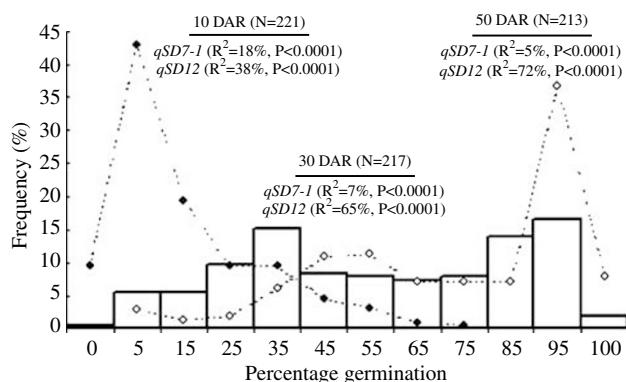 10 DAR (N=221)
qSD7-1 (R²=18%, P<0.0001)
qSD12 (R²=38%, P<0.0001)
50 DAR (N=213)
qSD7-1 (R²=5%, P<0.0001)
qSD12 (R²=72%, P<0.0001)
30 DAR (N=217)
qSD7-1 (R²=7%, P<0.0001)
qSD12 (R²=65%, P<0.0001)
Frequency (%)
45
40
35
30
25
20
15
10
5
0
0 5 15 25 35 45 55 65 75 85 95 100
Percentage germination